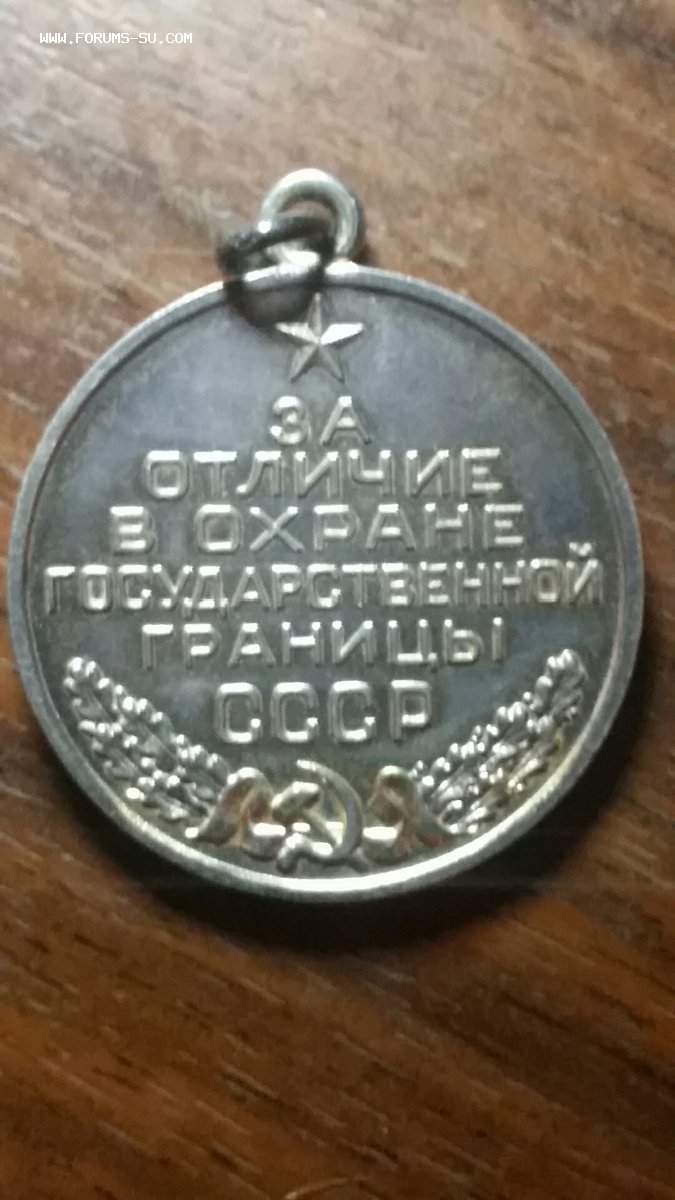 WWW.FORUMS-SU.COM
ЗА
ОТЛИЧИЕ
В ОХРАНЕ
ГОСУДАРСТВЕННОЙ
ГРАНИЦЫ
СССР